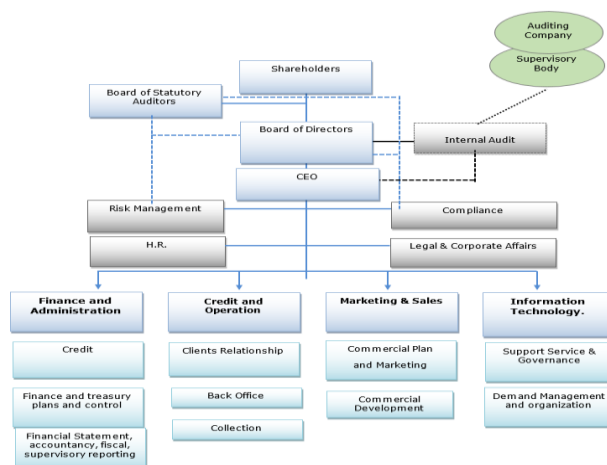 Auditing
Company
Supervisory
Body
Shareholders
Board of Statutory
Auditors
Board of Directors
Internal Audit
CEO
Risk Management
Compliance
H.R.
Legal & Corporate Affairs
Finance and
Administration
Credit and
Operation
Marketing & Sales
Information
Technology.
Credit
Clients Relationship
Commercial Plan
and Marketing
Support Service &
Governance
Finance and treasury
plans and control
Back Office
Commercial
Development
Demand Management
and organization
Collection
Financial Statement,
accountancy, fiscal,
supervisory reporting